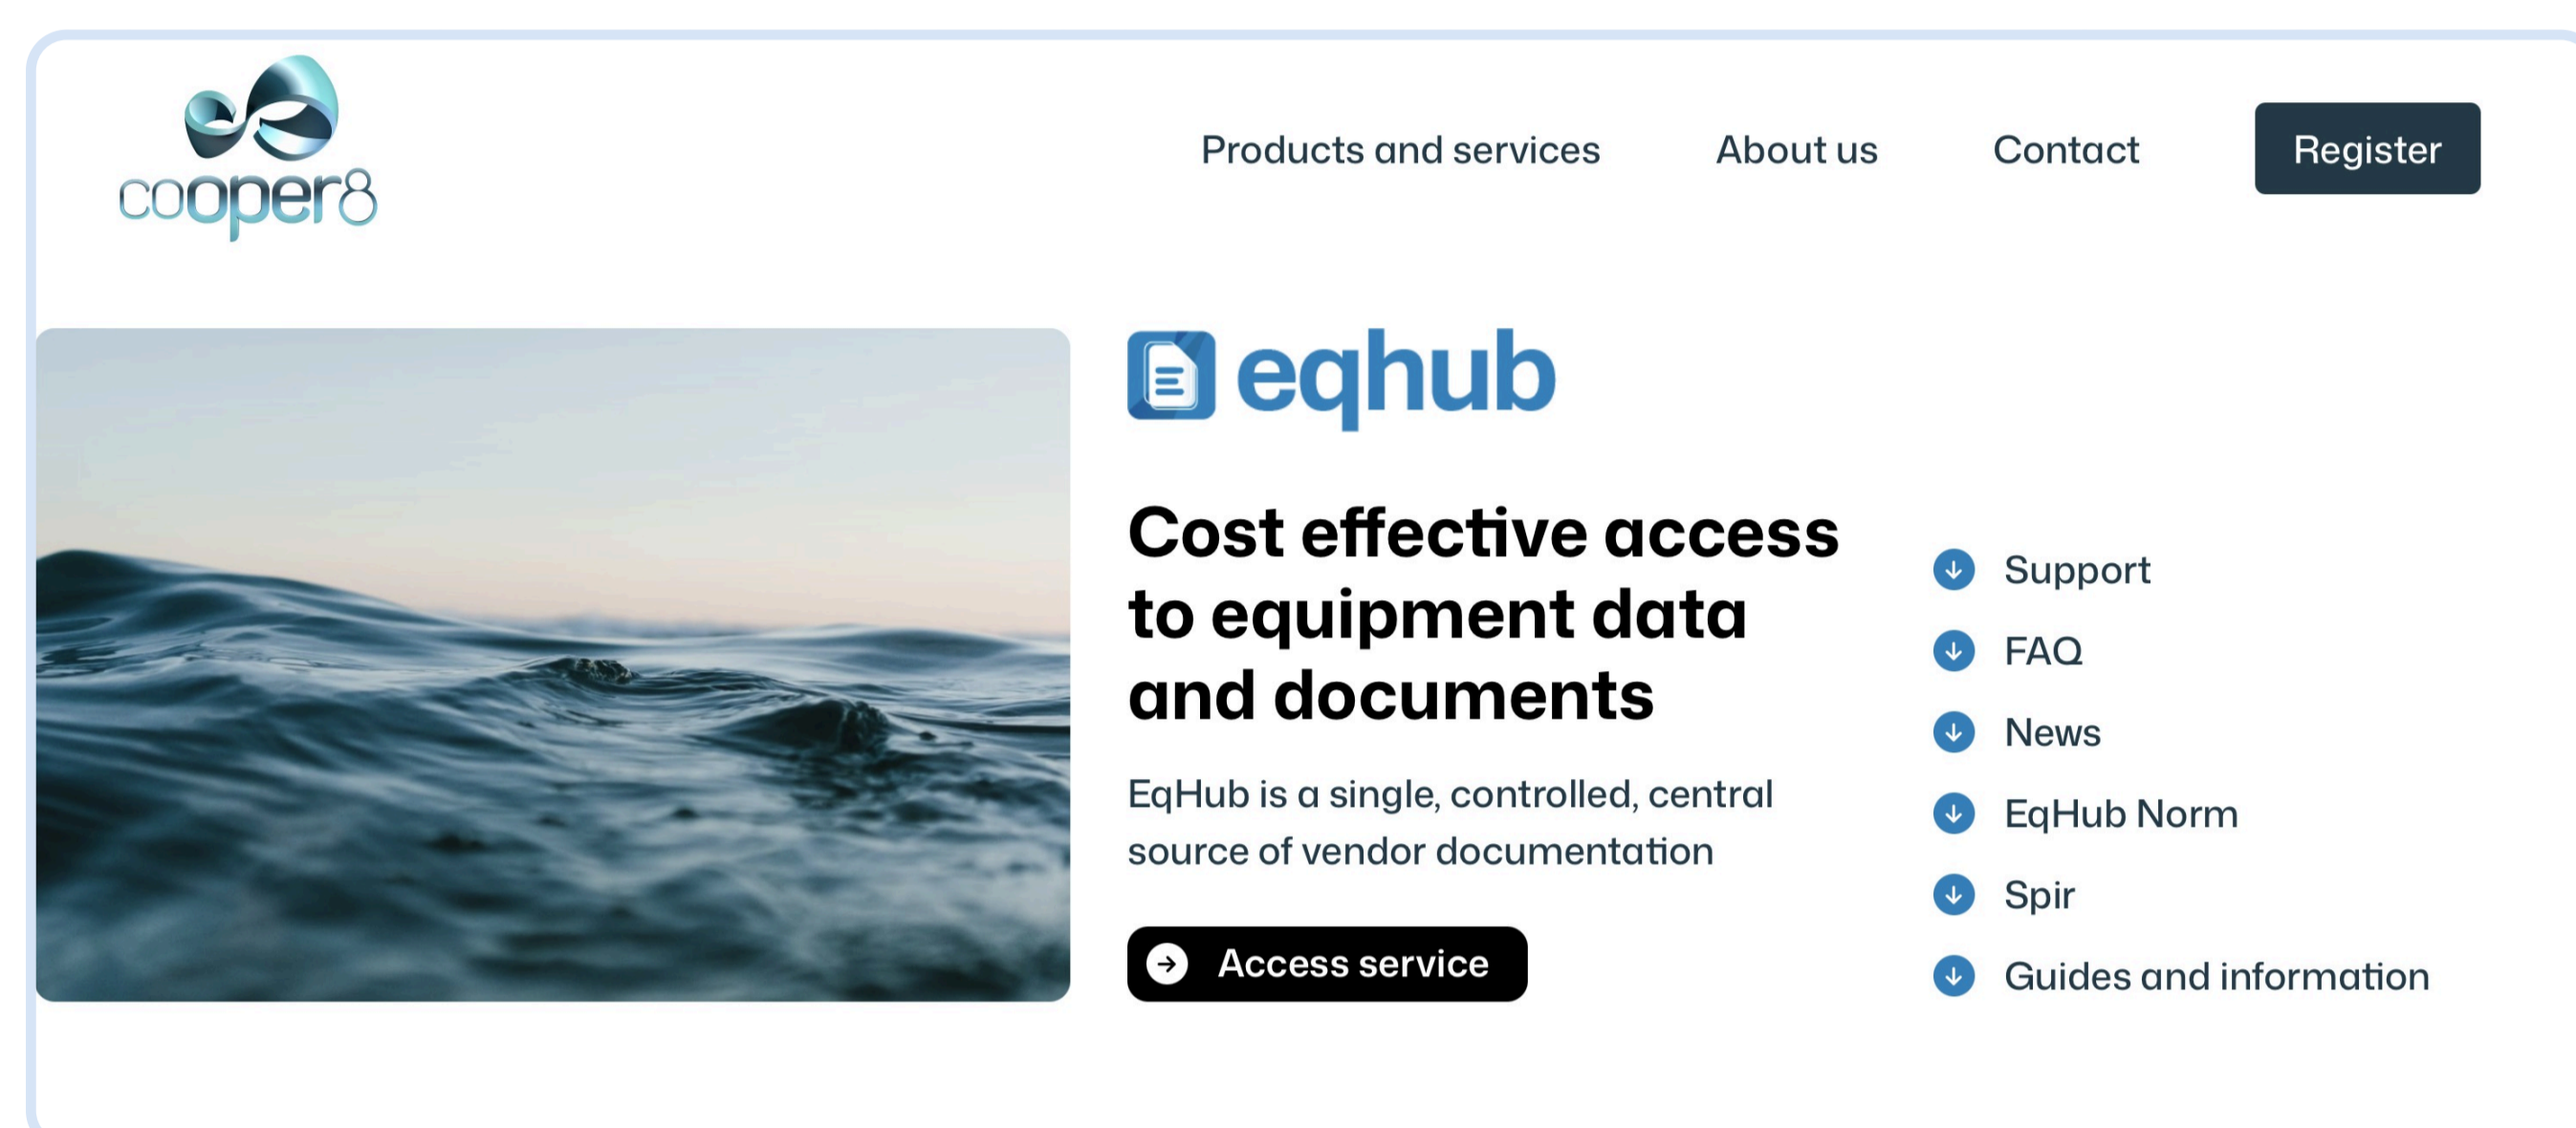 cooper8
Products and services
About us
Contact
Register
eqhub
Cost effective access
to equipment data
and documents
EqHub is a single, controlled, central
source of vendor documentation
Access service
Support
FAQ
News
EqHub Norm
Spir
Guides and information